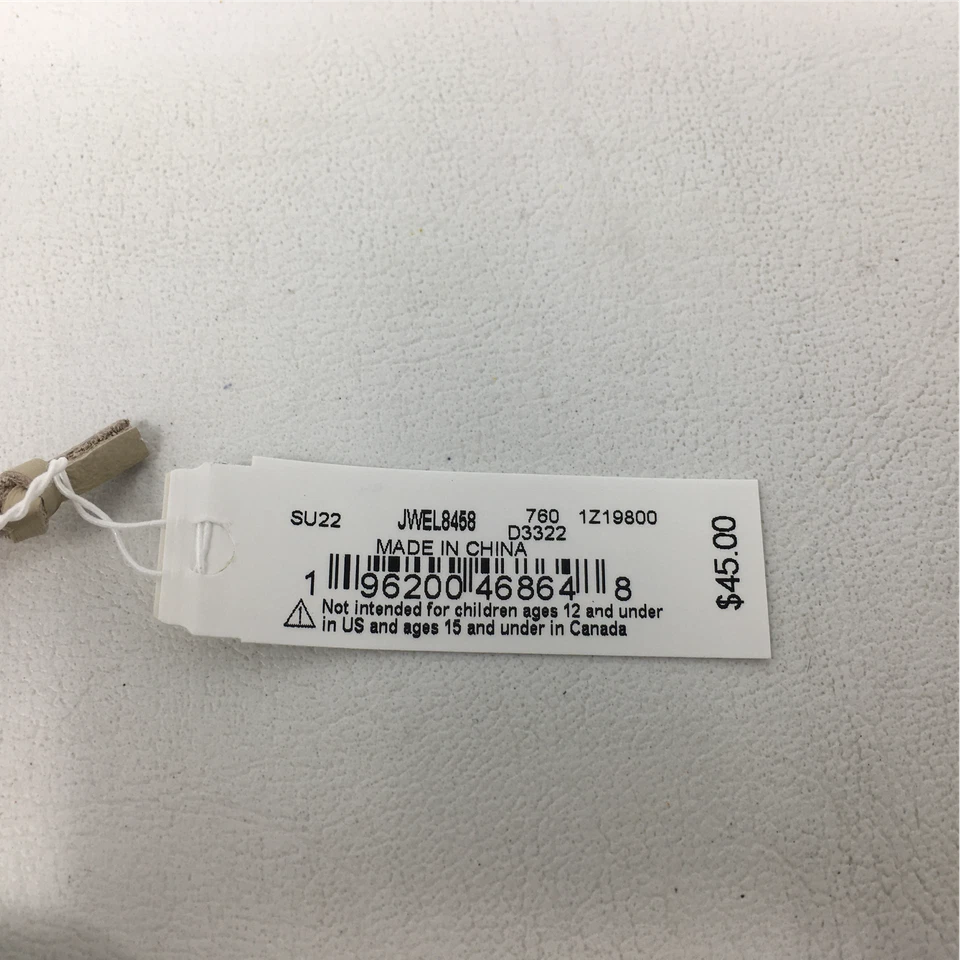 SU22 JWEL8458 760 1Z19800
D3322
MADE IN CHINA
1 96200 46864 8
Not intended for children ages 12 and under
in US and ages 15 and under in Canada
$45.00